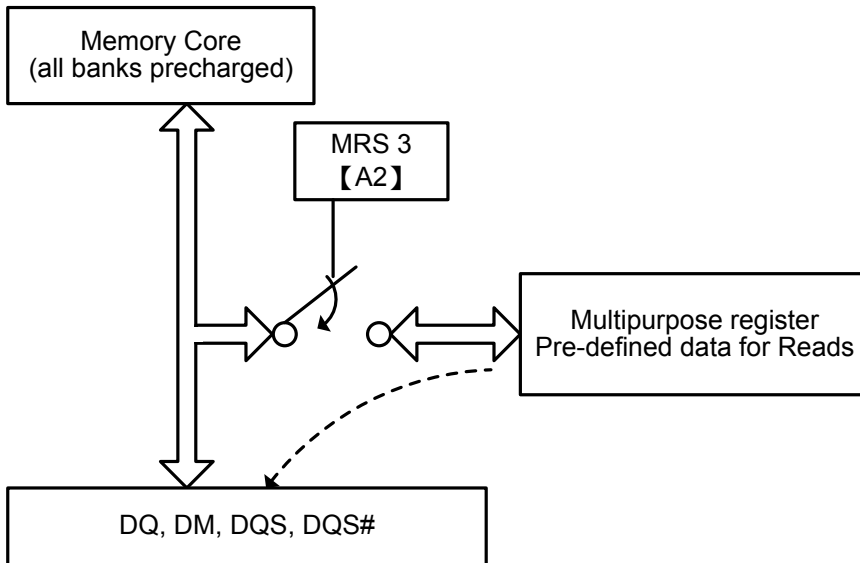 Memory Core
(all banks precharged)
MRS 3
【A2】
Multipurpose register
Pre-defined data for Reads
DQ, DM, DQS, DQS#